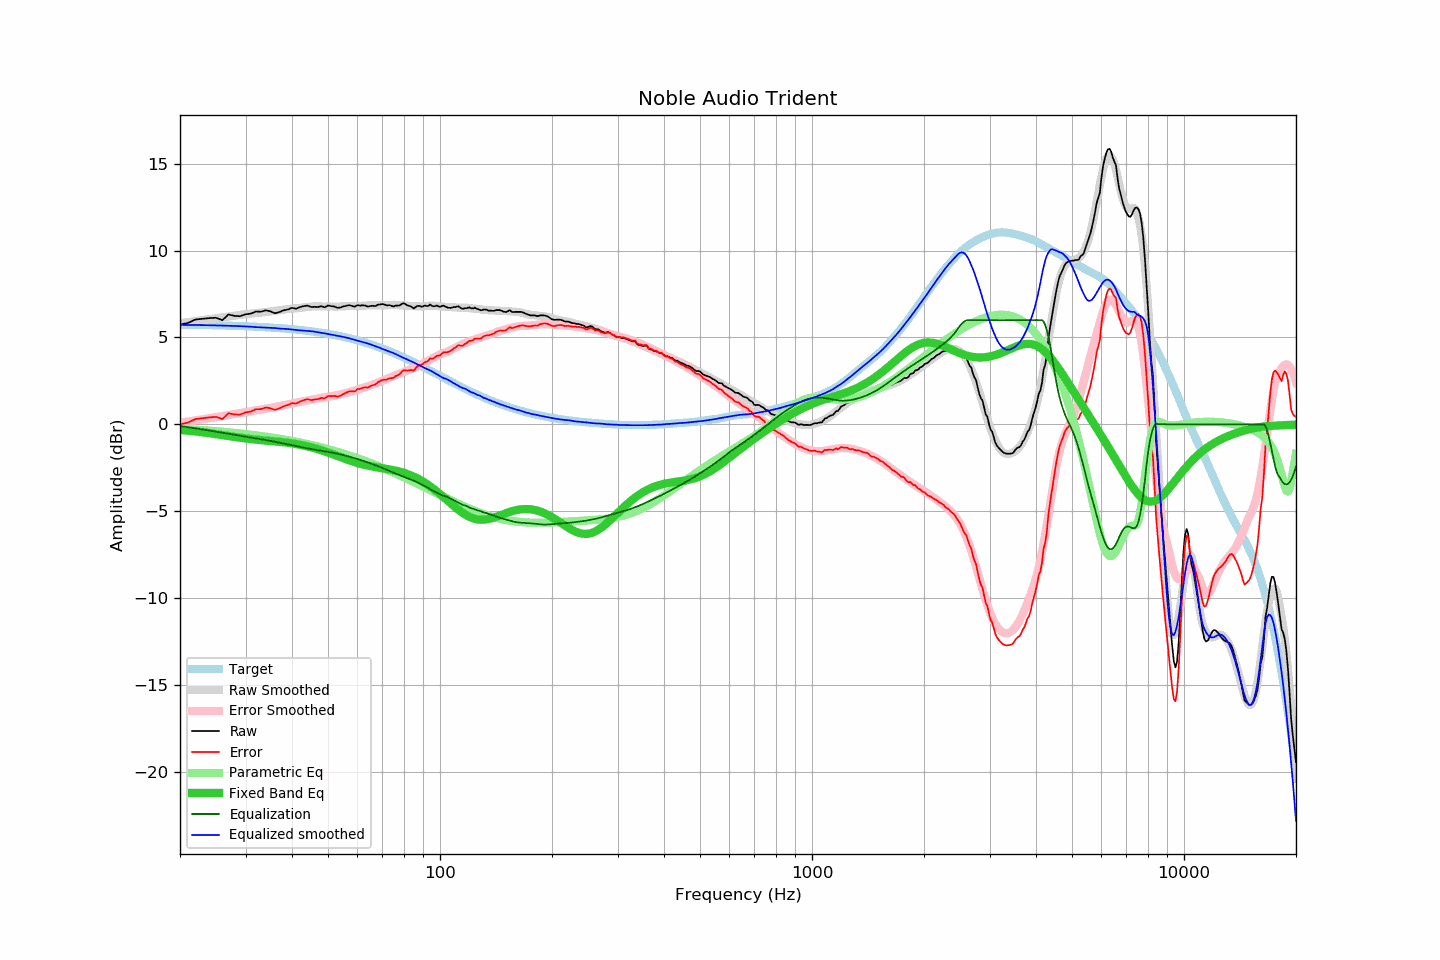 Noble Audio Trident
Amplitude (dBr)
15
10
5
0
−5
−10
−15
−20
Target
Raw Smoothed
Error Smoothed
Raw
Error
Parametric Eq
Fixed Band Eq
Equalization
Equalized smoothed
100
1000
10000
Frequency (Hz)